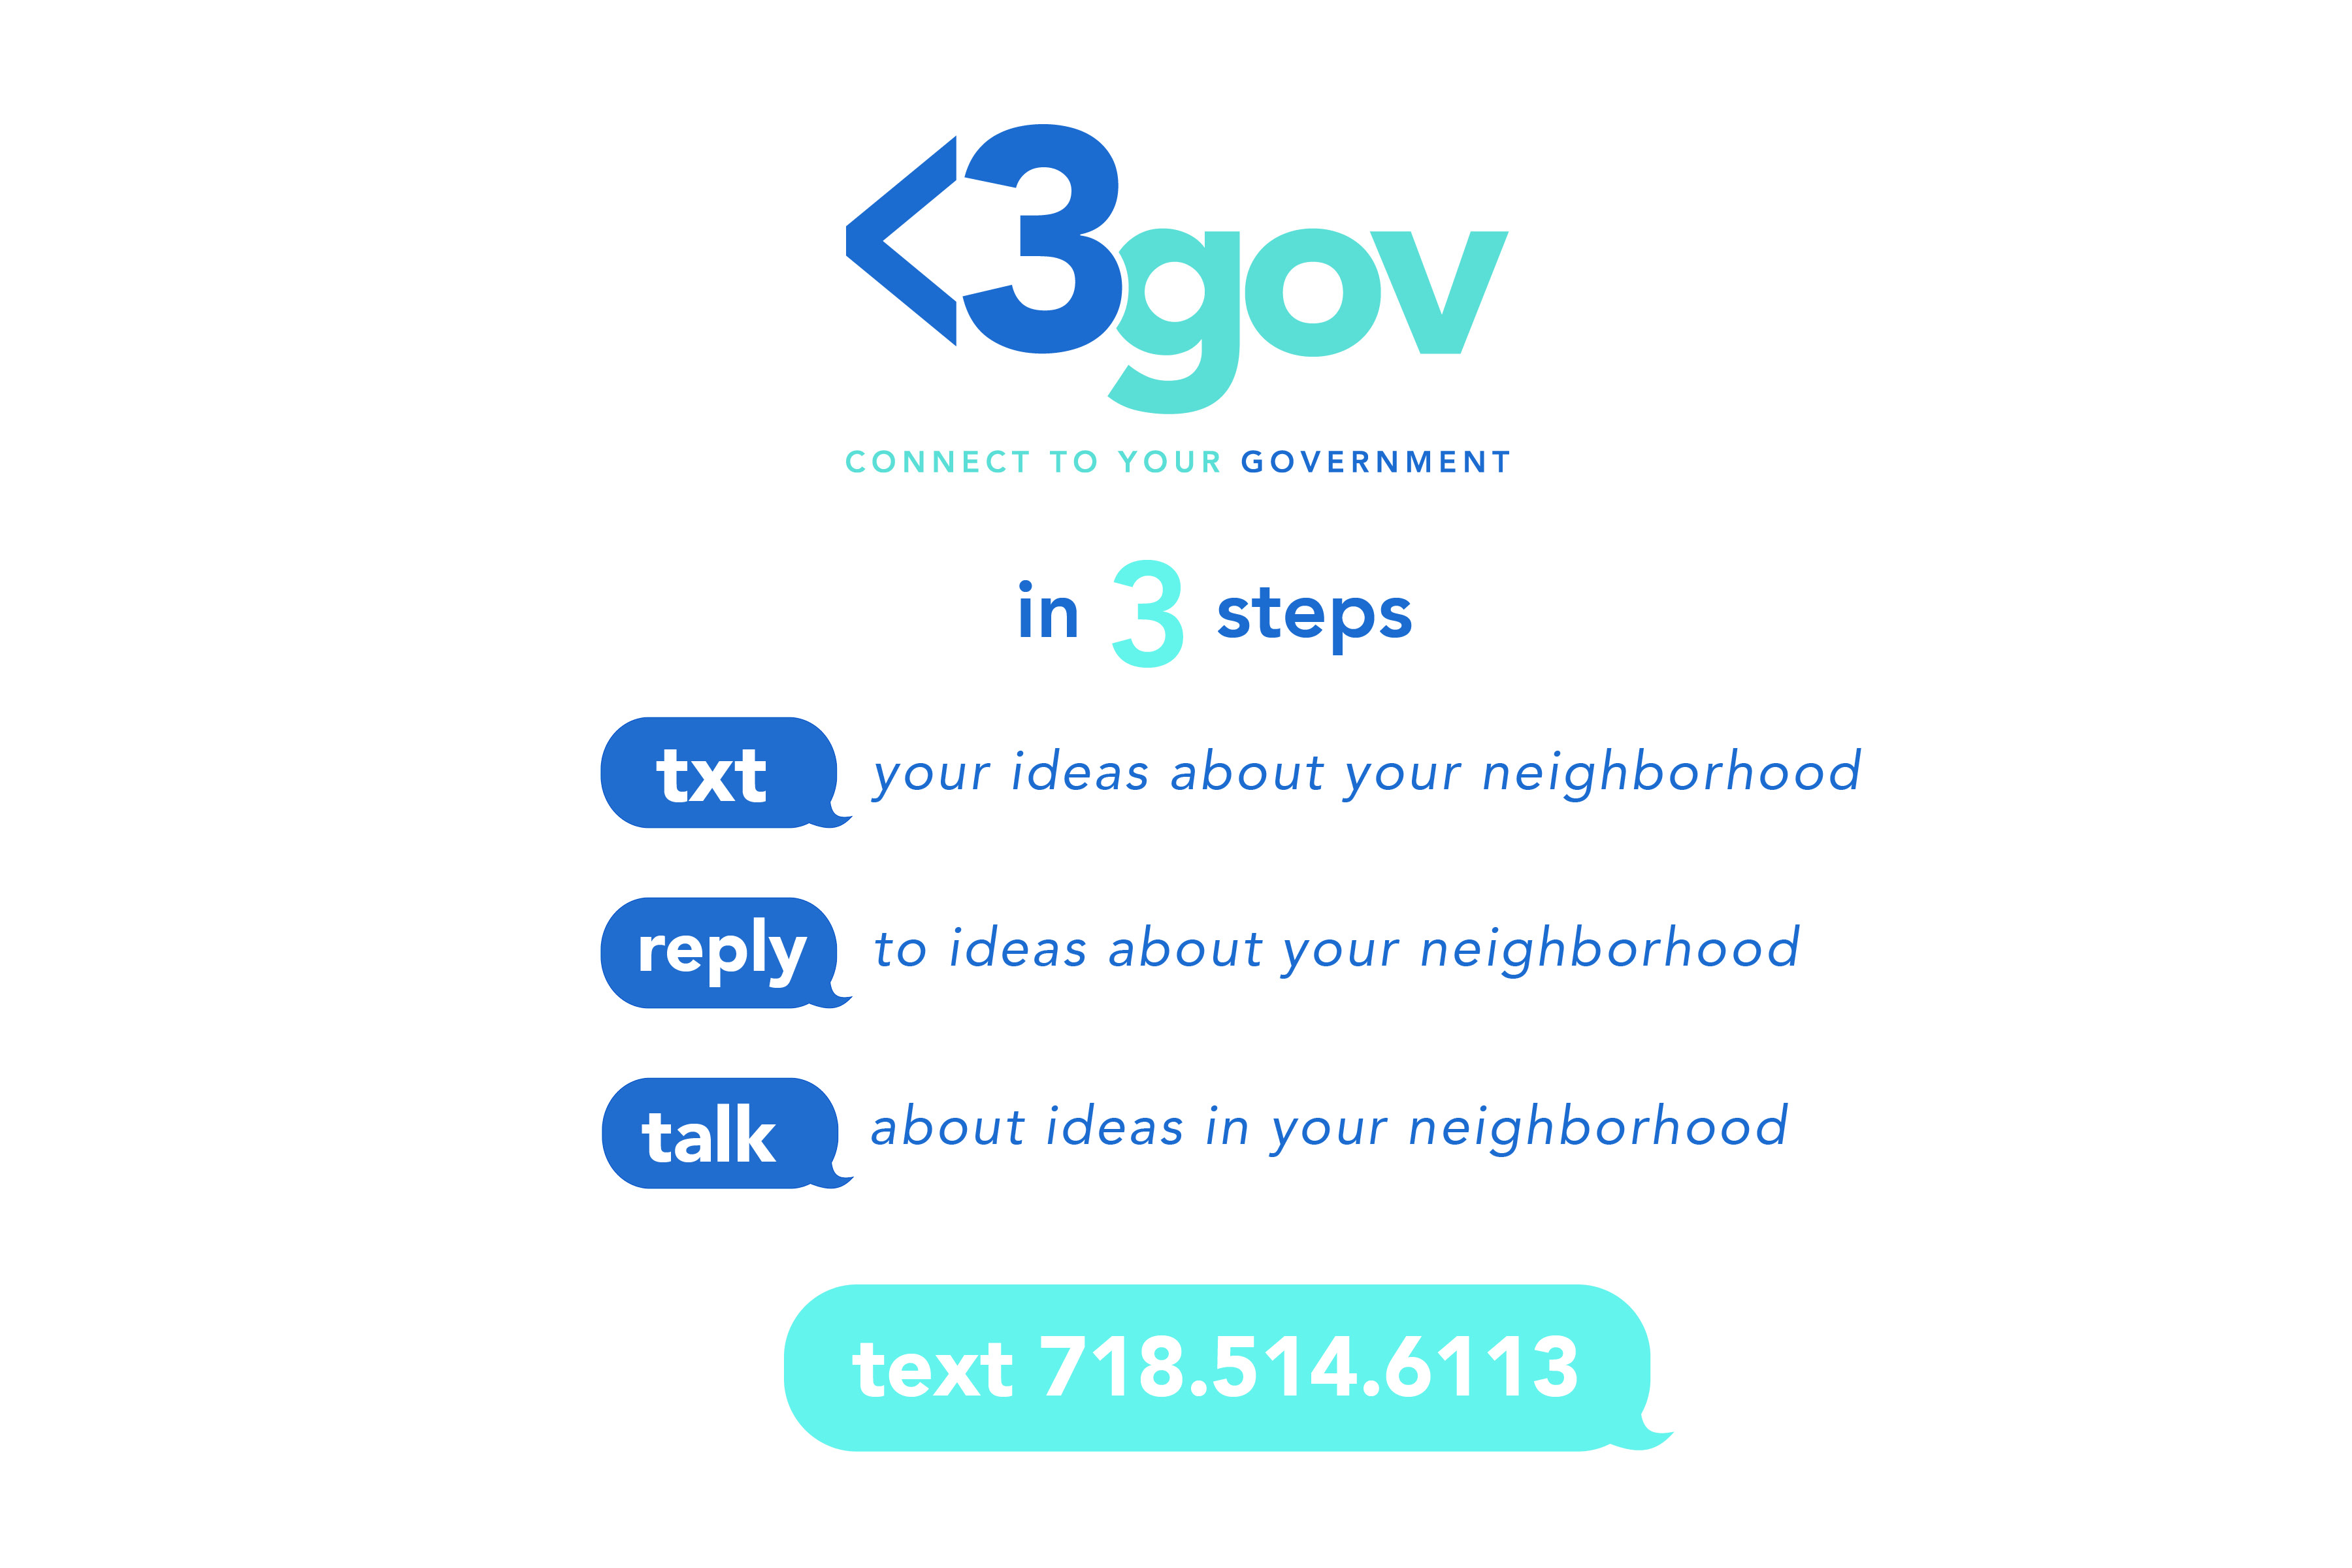 <3gov
CONNECT TO YOUR GOVERNMENT
in 3 steps
txt your ideas about your neighborhood
reply to ideas about your neighborhood
talk about ideas in your neighborhood
text 718.514.6113